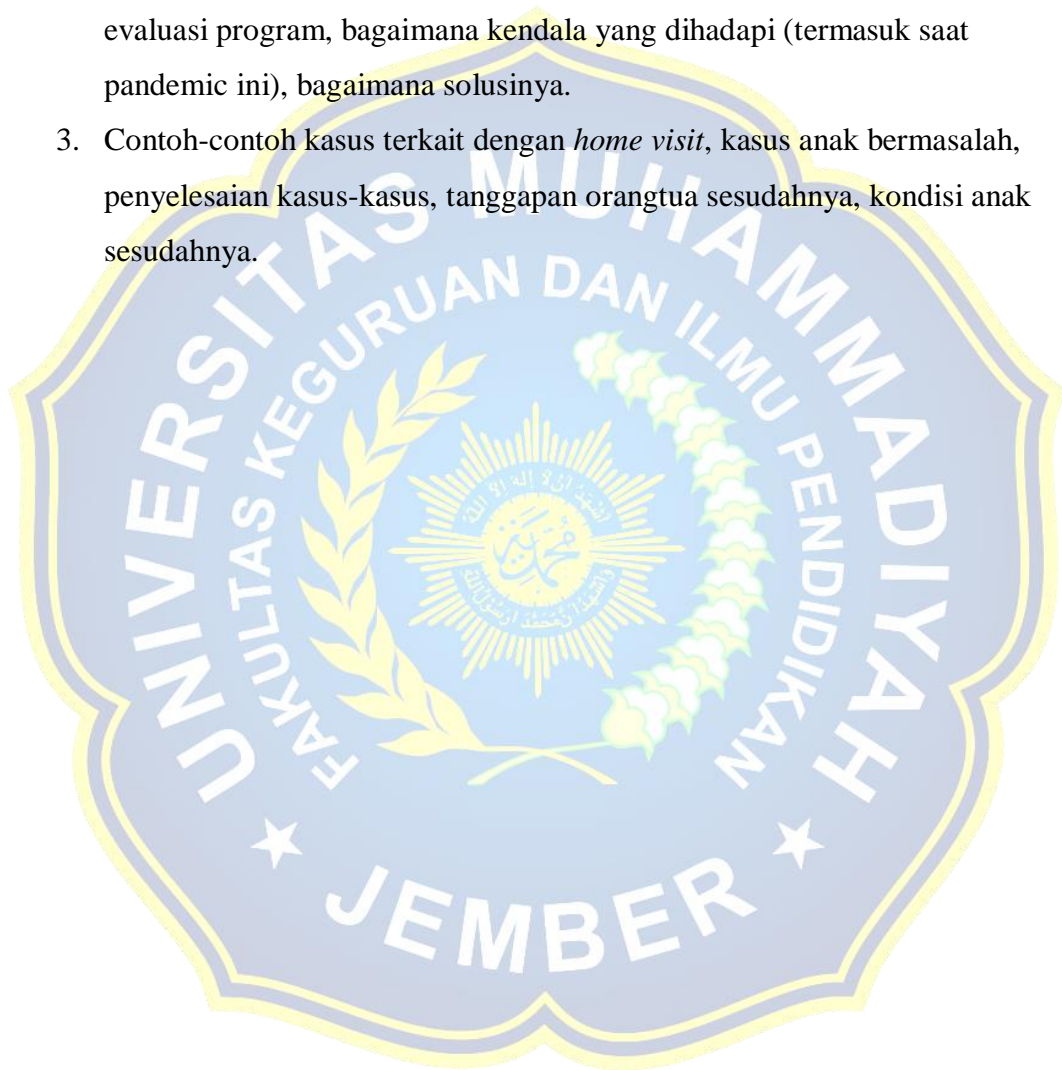 evaluasi program, bagaimana kendala yang dihadapi (termasuk saat
pandemic ini), bagaimana solusinya.
3. Contoh-contoh kasus terkait dengan home visit, kasus anak bermasalah,
penyelesaian kasus-kasus, tanggapan orangtua sesudahnya, kondisi anak
sesudahnya.
UNIVERSITAS MUHAMMADIYAH
FAKULTAS KEGURUAN DAN ILMU PENDIDIKAN
JEMBER